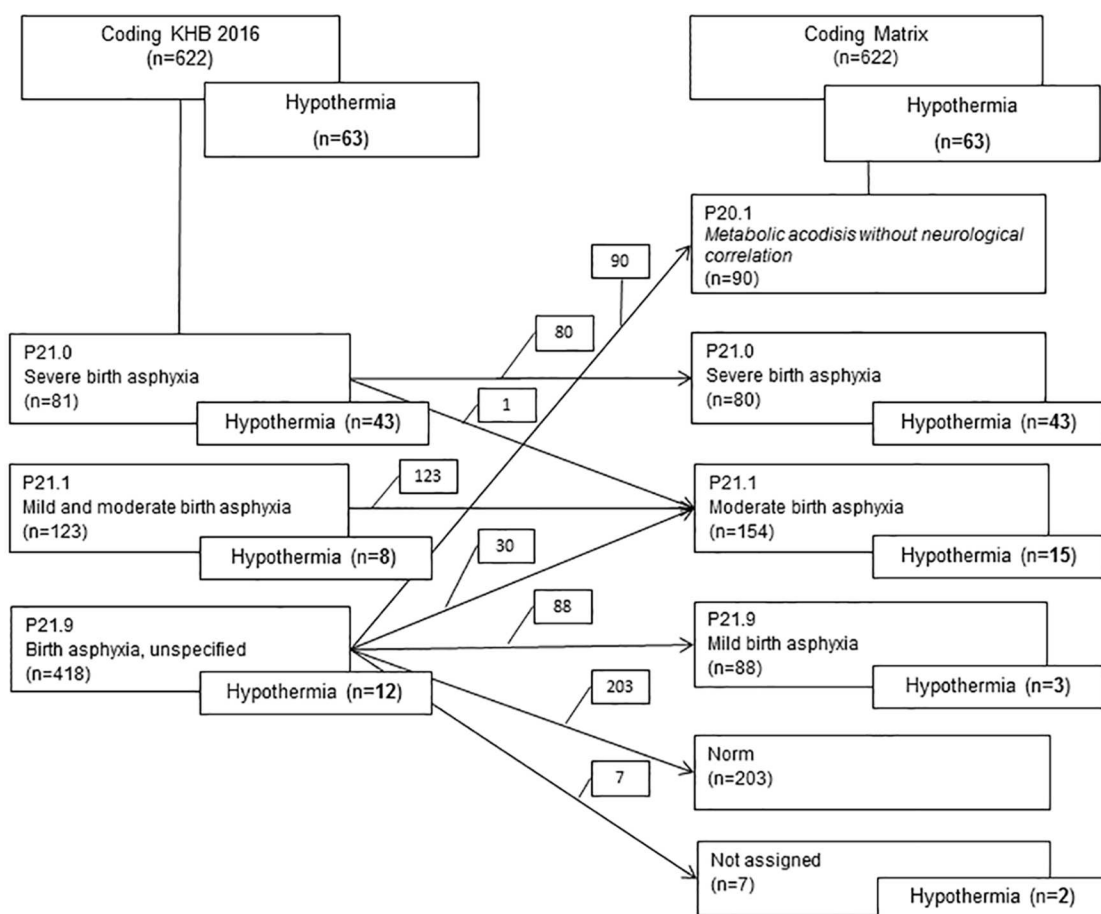 Coding KHB 2016
(n=622)
Hypothermia
(n=63)
Coding Matrix
(n=622)
Hypothermia
(n=63)
P20.1
Metabolic acodisis without neurological
correlation
(n=90)
90
80
P21.0
Severe birth asphyxia
(n=81)
Hypothermia (n=43)
1
P21.0
Severe birth asphyxia
(n=80)
Hypothermia (n=43)
P21.1
Mild and moderate birth asphyxia
(n=123)
Hypothermia (n=8)
123
P21.1
Moderate birth asphyxia
(n=154)
Hypothermia (n=15)
30
88
P21.9
Birth asphyxia, unspecified
(n=418)
Hypothermia (n=12)
P21.9
Mild birth asphyxia
(n=88)
Hypothermia (n=3)
203
Norm
(n=203)
7
Not assigned
(n=7)
Hypothermia (n=2)